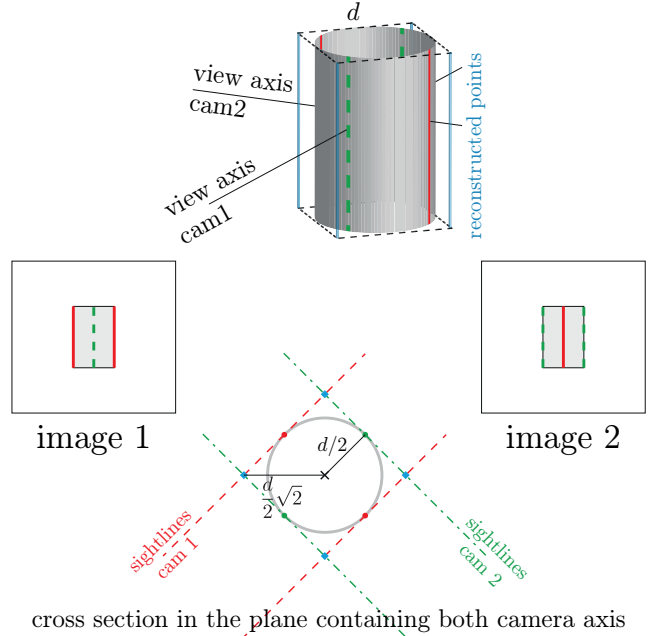 d
view axis
cam2
view axis
cam1
reconstructed points
image 1
image 2
d/2
d/2 √2
sightlines
cam 1
sightlines
cam 2
cross section in the plane containing both camera axis